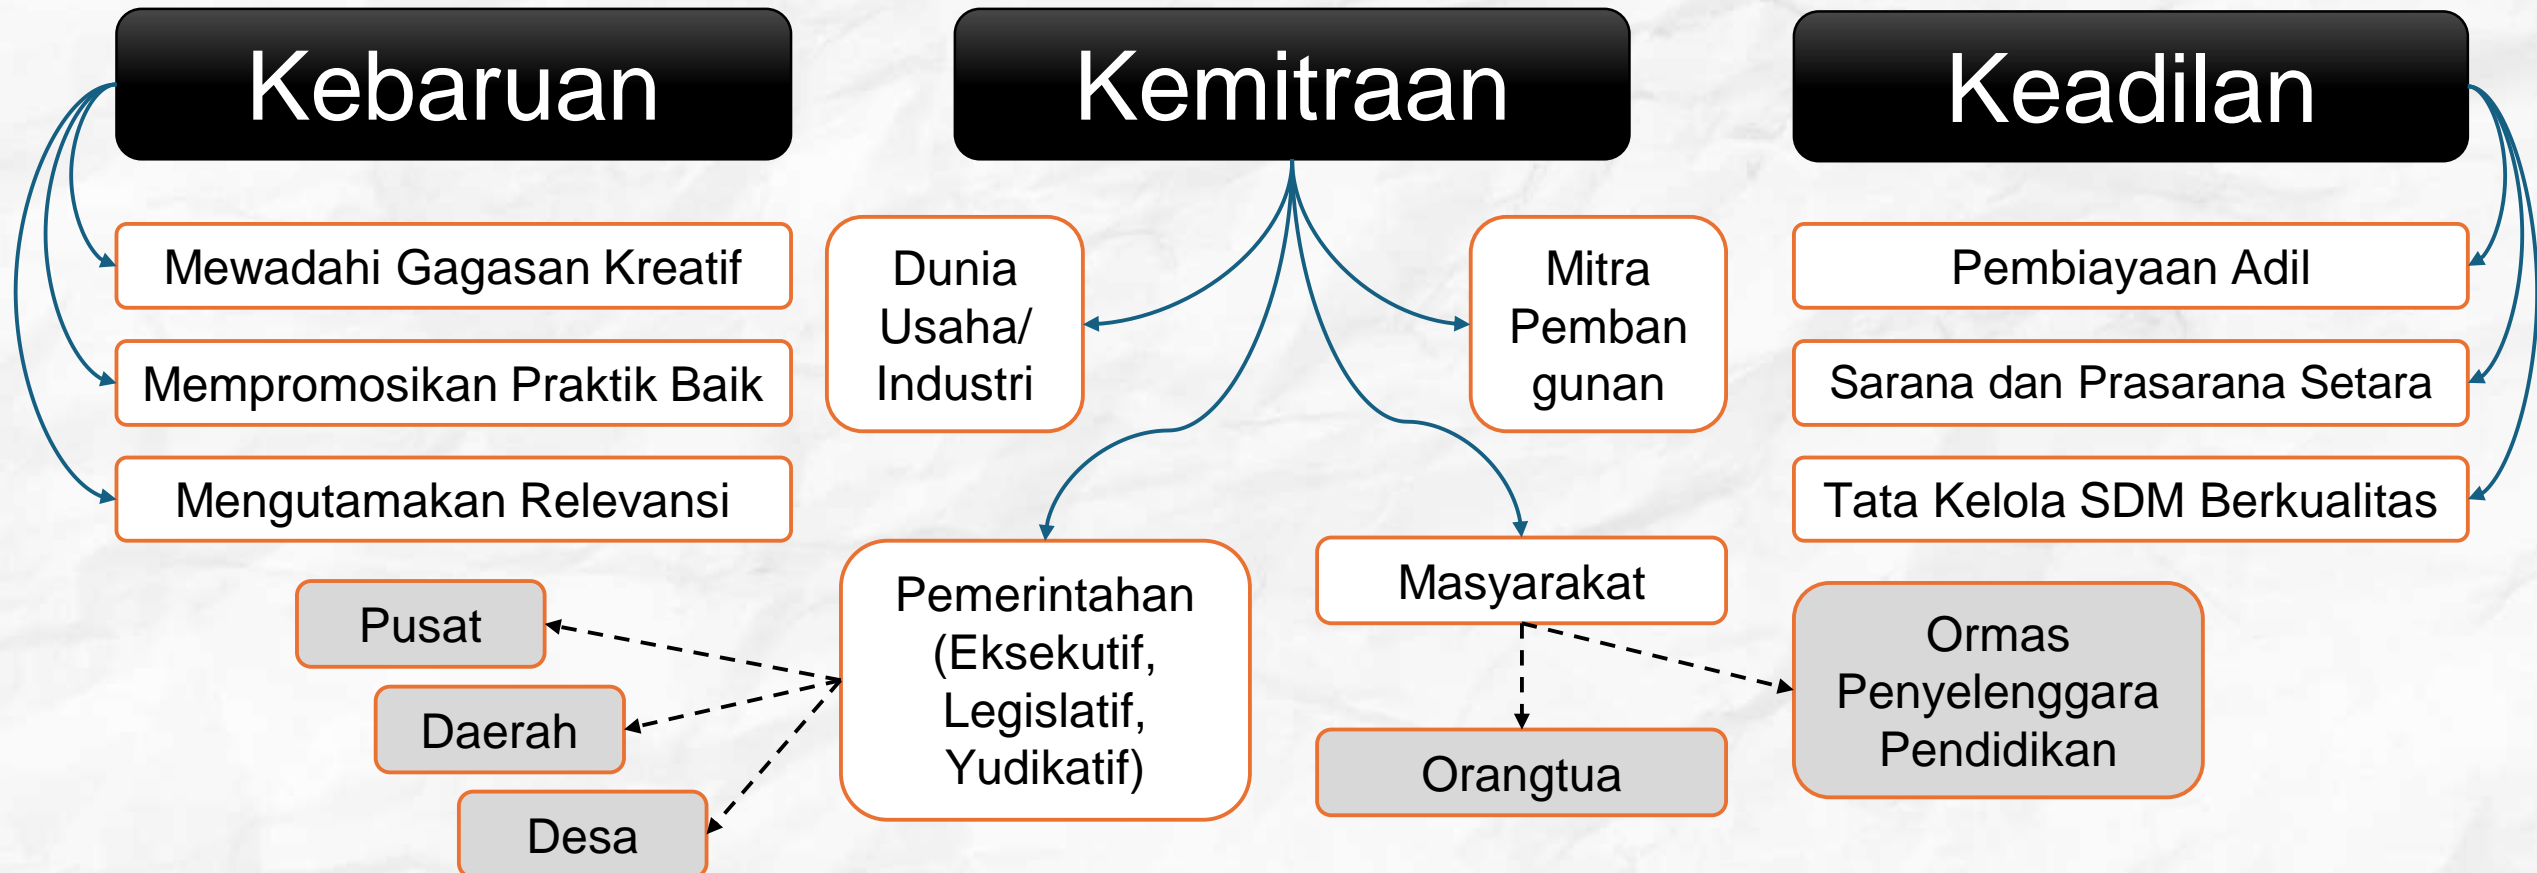 Kebaruan
Mewadahi Gagasan Kreatif
Mempromosikan Praktik Baik
Mengutamakan Relevansi
Kemitraan
Dunia
Usaha/
Industri
Mitra
Pemban
gunan
Pemerintahan
(Eksekutif,
Legislatif,
Yudikatif)
Pusat
Daerah
Desa
Masyarakat
Orangtua
Ormas
Penyelenggara
Pendidikan
Keadilan
Pembiayaan Adil
Sarana dan Prasarana Setara
Tata Kelola SDM Berkualitas